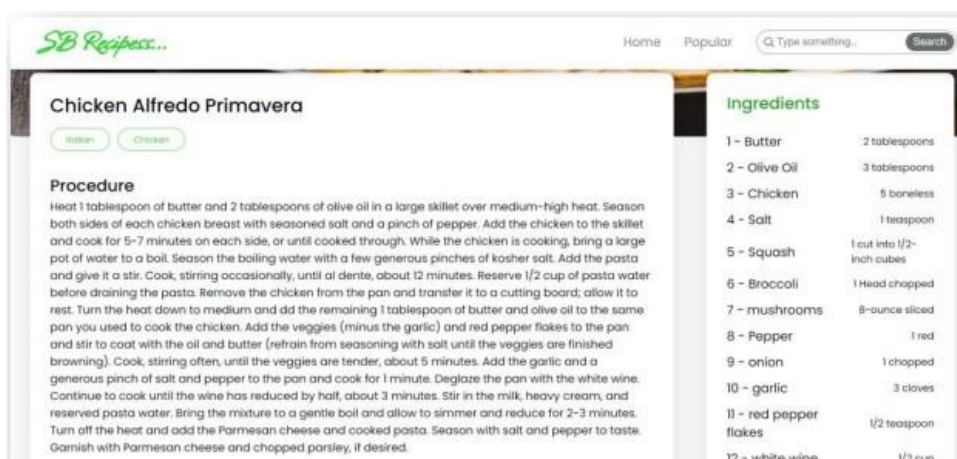 SB Recipess...
Home Popular Type something.. Search
Chicken Alfredo Primavera
Italian Chicken
Procedure
Heat 1 tablespoon of butter and 2 tablespoons of olive oil in a large skillet over medium-high heat. Season
both sides of each chicken breast with seasoned salt and a pinch of pepper. Add the chicken to the skillet
and cook for 5-7 minutes on each side, or until cooked through. While the chicken is cooking, bring a large
pot of water to a boil. Season the boiling water with a few generous pinches of kosher salt. Add the pasta
and give it a stir. Cook, stirring occasionally, until al dente, about 12 minutes. Reserve 1/2 cup of pasta water
before draining the pasta. Remove the chicken from the pan and transfer it to a cutting board; allow it to
rest. Turn the heat down to medium and dd the remaining 1 tablespoon of butter and olive oil to the same
pan you used to cook the chicken. Add the veggies (minus the garlic) and red pepper flakes to the pan
and stir to coat with the oil and butter (refrain from seasoning with salt until the veggies are finished
browning). Cook, stirring often, until the veggies are tender, about 5 minutes. Add the garlic and a
generous pinch of salt and pepper to the pan and cook for 1 minute. Deglaze the pan with the white wine.
Continue to cook until the wine has reduced by half, about 3 minutes. Stir in the milk, heavy cream, and
reserved pasta water. Bring the mixture to a gentle boil and allow to simmer and reduce for 2-3 minutes.
Turn off the heat and add the Parmesan cheese and cooked pasta. Season with salt and pepper to taste.
Garnish with Parmesan cheese and chopped parsley, if desired.
Ingredients
1 - Butter 2 tablespoons
2 - Olive Oil 3 tablespoons
3 - Chicken 5 boneless
4 - Salt 1 teaspoon
5 - Squash 1 cut into 1/2-
inch cubes
6 - Broccoli 1 Head chopped
7 - mushrooms 8-ounce sliced
8 - Pepper 1 red
9 - onion 1 chopped
10 - garlic 3 cloves
11 - red pepper
flakes 1/2 teaspoon
12 - white wine 1/2 cup